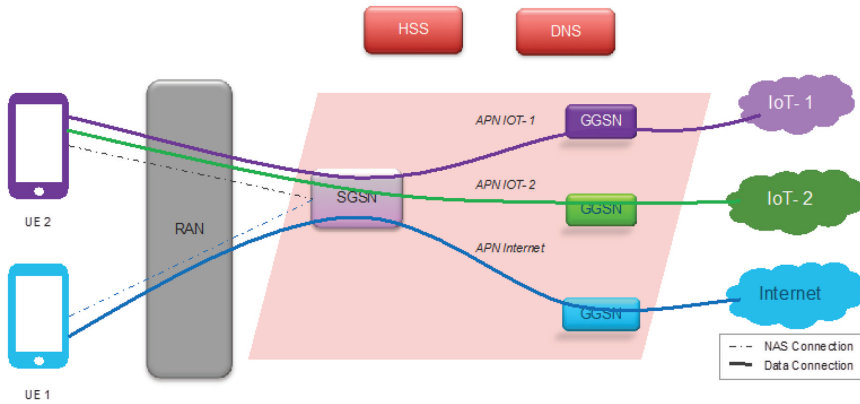 HSS
DNS
APN IOT- 1
GGSN
IoT- 1
UE 2
RAN
SGSN
APN IOT- 2
GGSN
IoT- 2
APN Internet
GGSN
Internet
UE 1
NAS Connection
Data Connection